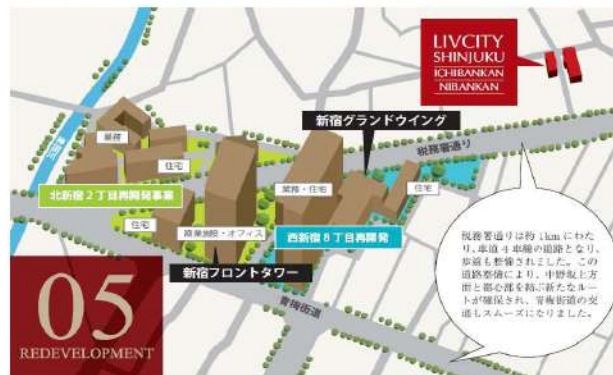 LIVCITY
SHINJUKU
ICHIBANKAN
NIBANKAN
新宿グランドウイング
税務署通り
業務
住宅
業務・住宅
住宅
北新宿2丁目再開発事業
住宅
商業施設・オフィス
西新宿8丁目再開発
新宿フロントタワー
青梅街道
税務署通りは約1kmにわた
り、車道4車線の道路となり、
歩道も整備されました。この
道路整備により、中野坂上方
面と都心部を結ぶ新たなルー
トが確保され、青梅街道の交
通もスムーズになりました。
05
REDEVELOPMENT